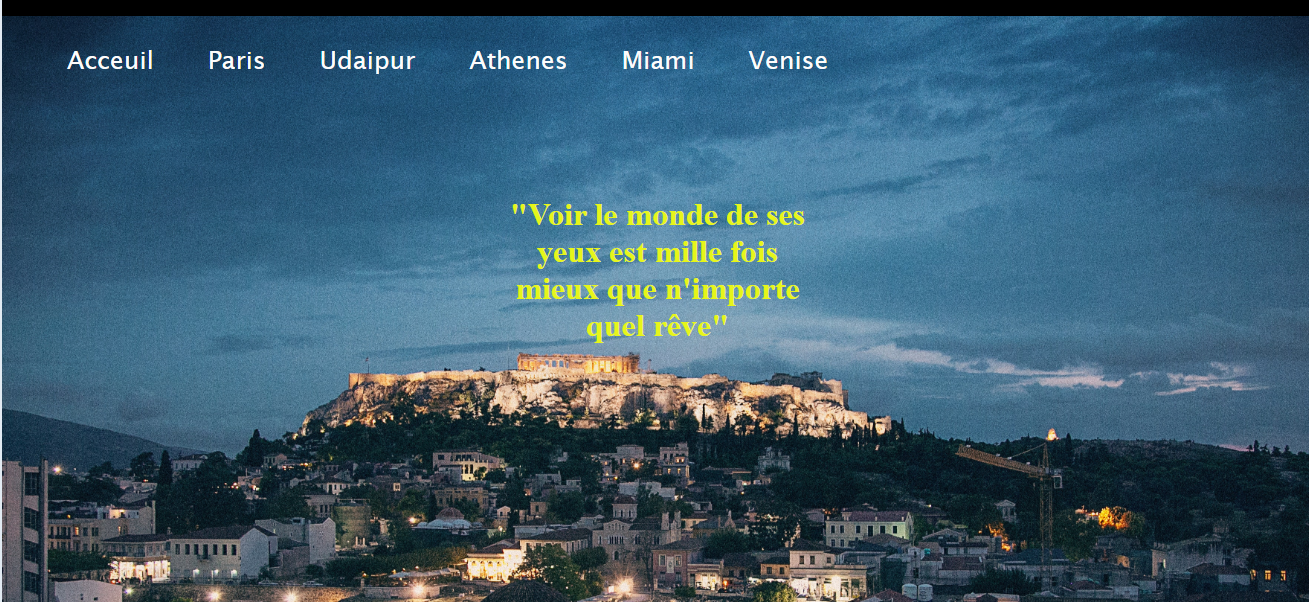 Acceuil Paris Udaipur Athenes Miami Venise
"Voir le monde de ses
yeux est mille fois
mieux que n'importe
quel rêve"